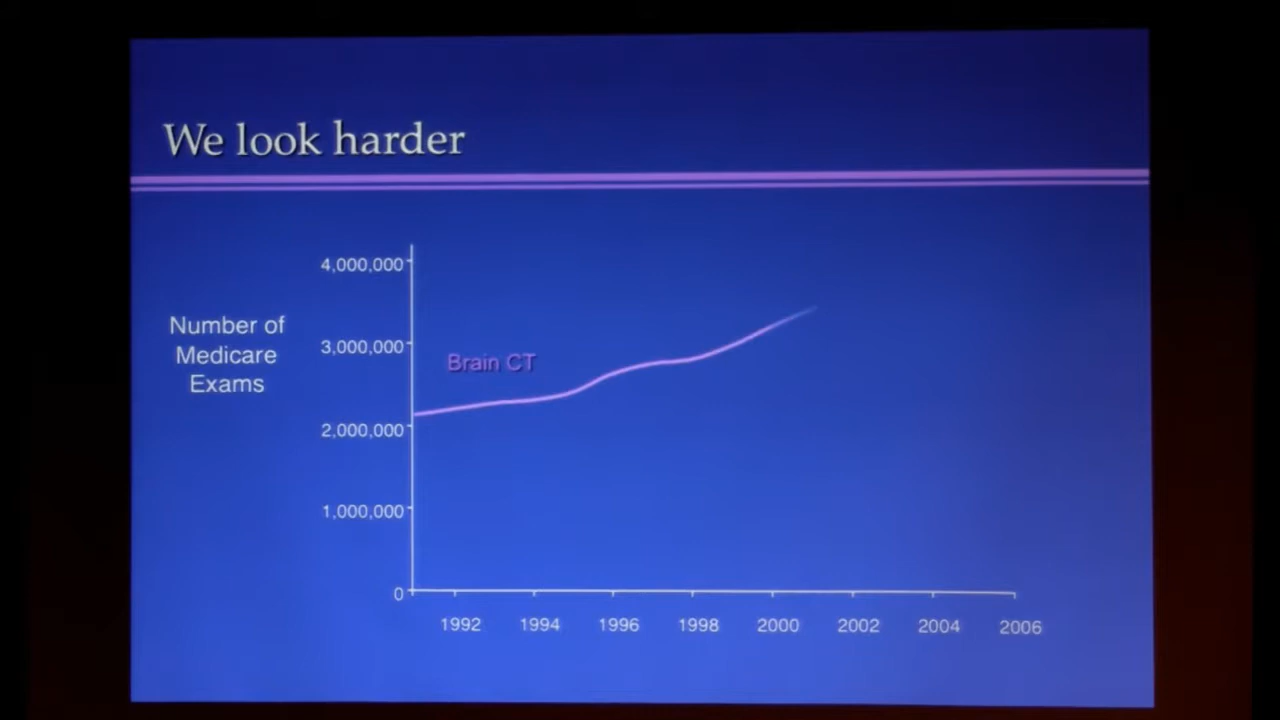 We look harder
4,000,000
Number of
Medicare
Exams
3,000,000
Brain CT
2,000,000
1,000,000
0
1992 1994 1996 1998 2000 2002 2004 2006